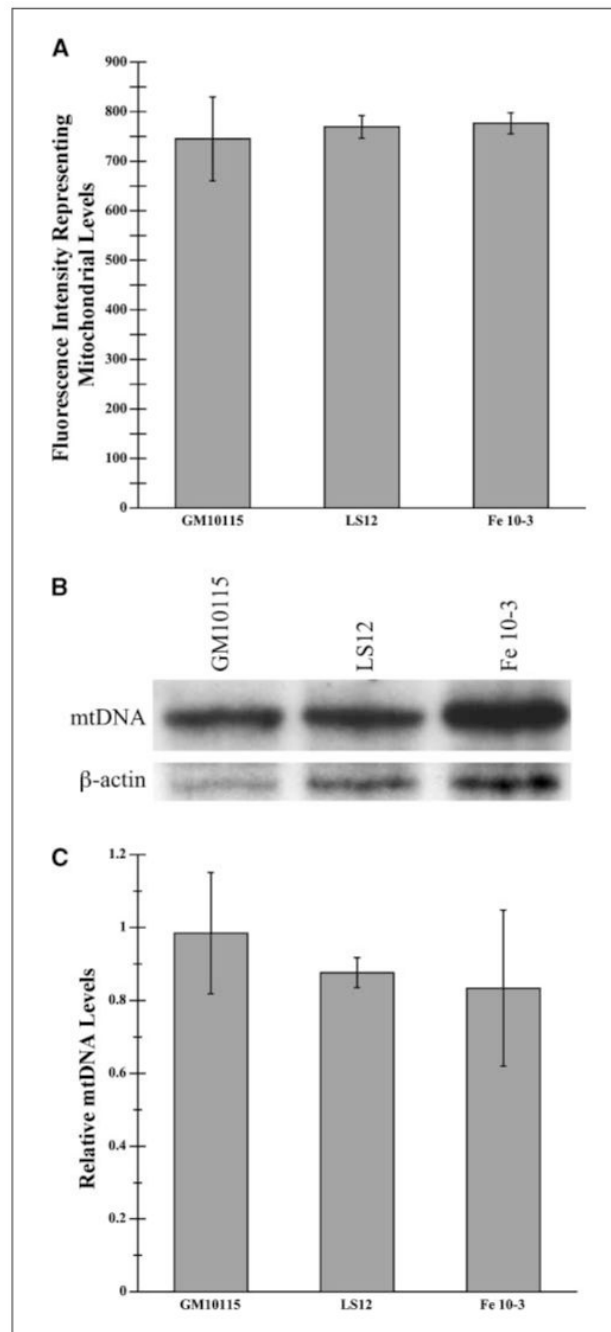 A
Fluorescence Intensity Representing
Mitochondrial Levels
900
800
700
600
500
400
300
200
100
0
GM10115 LS12 Fe 10-3
B
GM10115 LS12 Fe 10-3
mtDNA
β-actin
C
Relative mtDNA Levels
1.2
1
0.8
0.6
0.4
0.2
0
GM10115 LS12 Fe 10-3